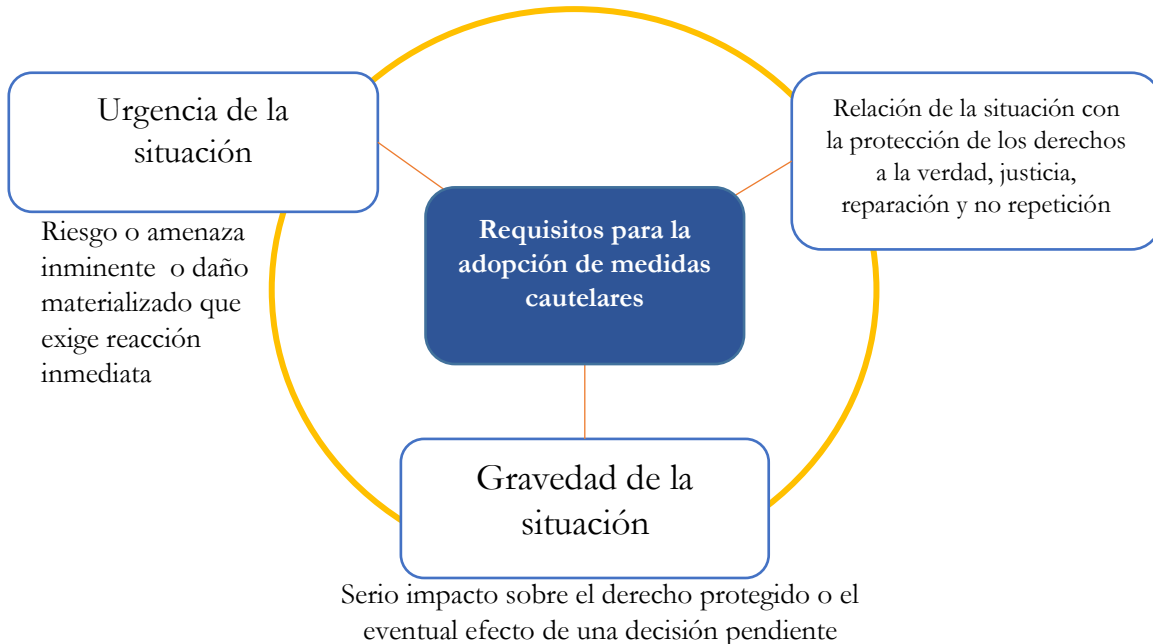 Urgencia de la
situación
Riesgo o amenaza
inminente o daño
materializado que
exige reacción
inmediata
Relación de la situación con
la protección de los derechos
a la verdad, justicia,
reparación y no repetición
Requisitos para la
adopción de medidas
cautelares
Gravedad de la
situación
Serio impacto sobre el derecho protegido o el
eventual efecto de una decisión pendiente